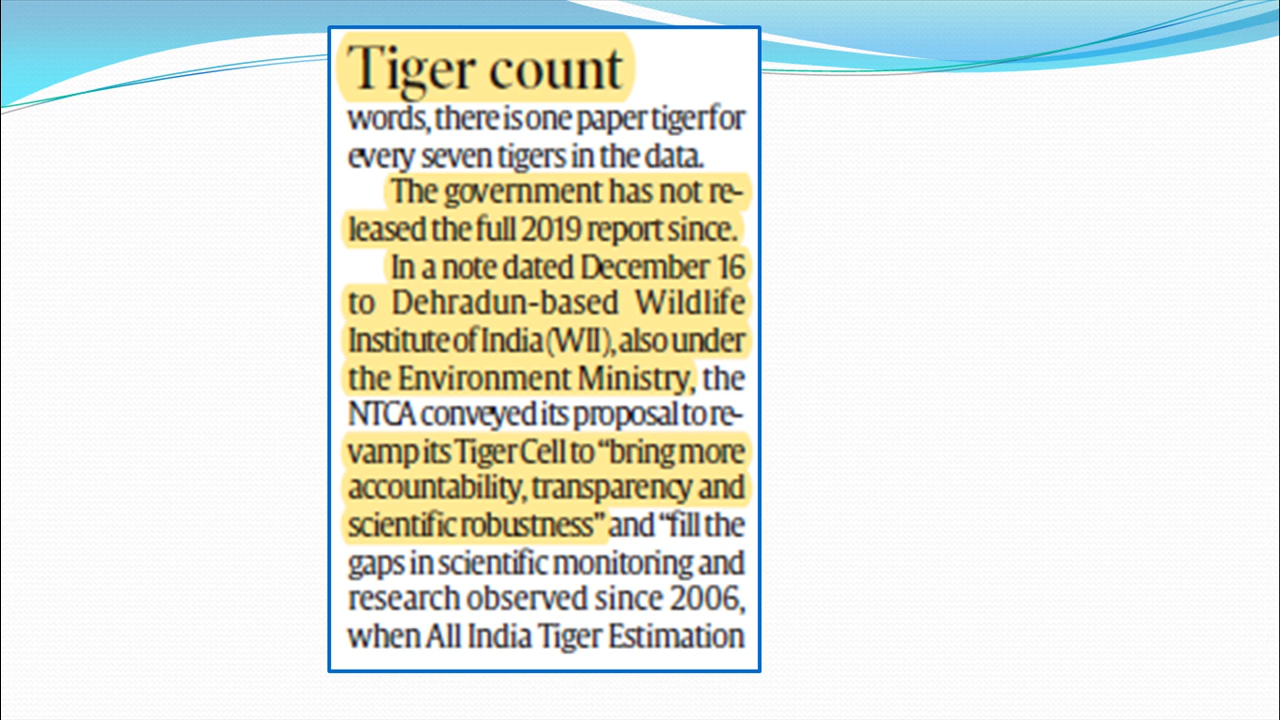 Tiger count
words, there is one paper tiger for
every seven tigers in the data.
The government has not re-
leased the full 2019 report since.
In a note dated December 16
to Dehradun-based Wildlife
Institute of India (WII), also under
the Environment Ministry, the
NTCA conveyed its proposal to re-
vamp its Tiger Cell to “bring more
accountability, transparency and
scientific robustness” and “fill the
gaps in scientific monitoring and
research observed since 2006,
when All India Tiger Estimation